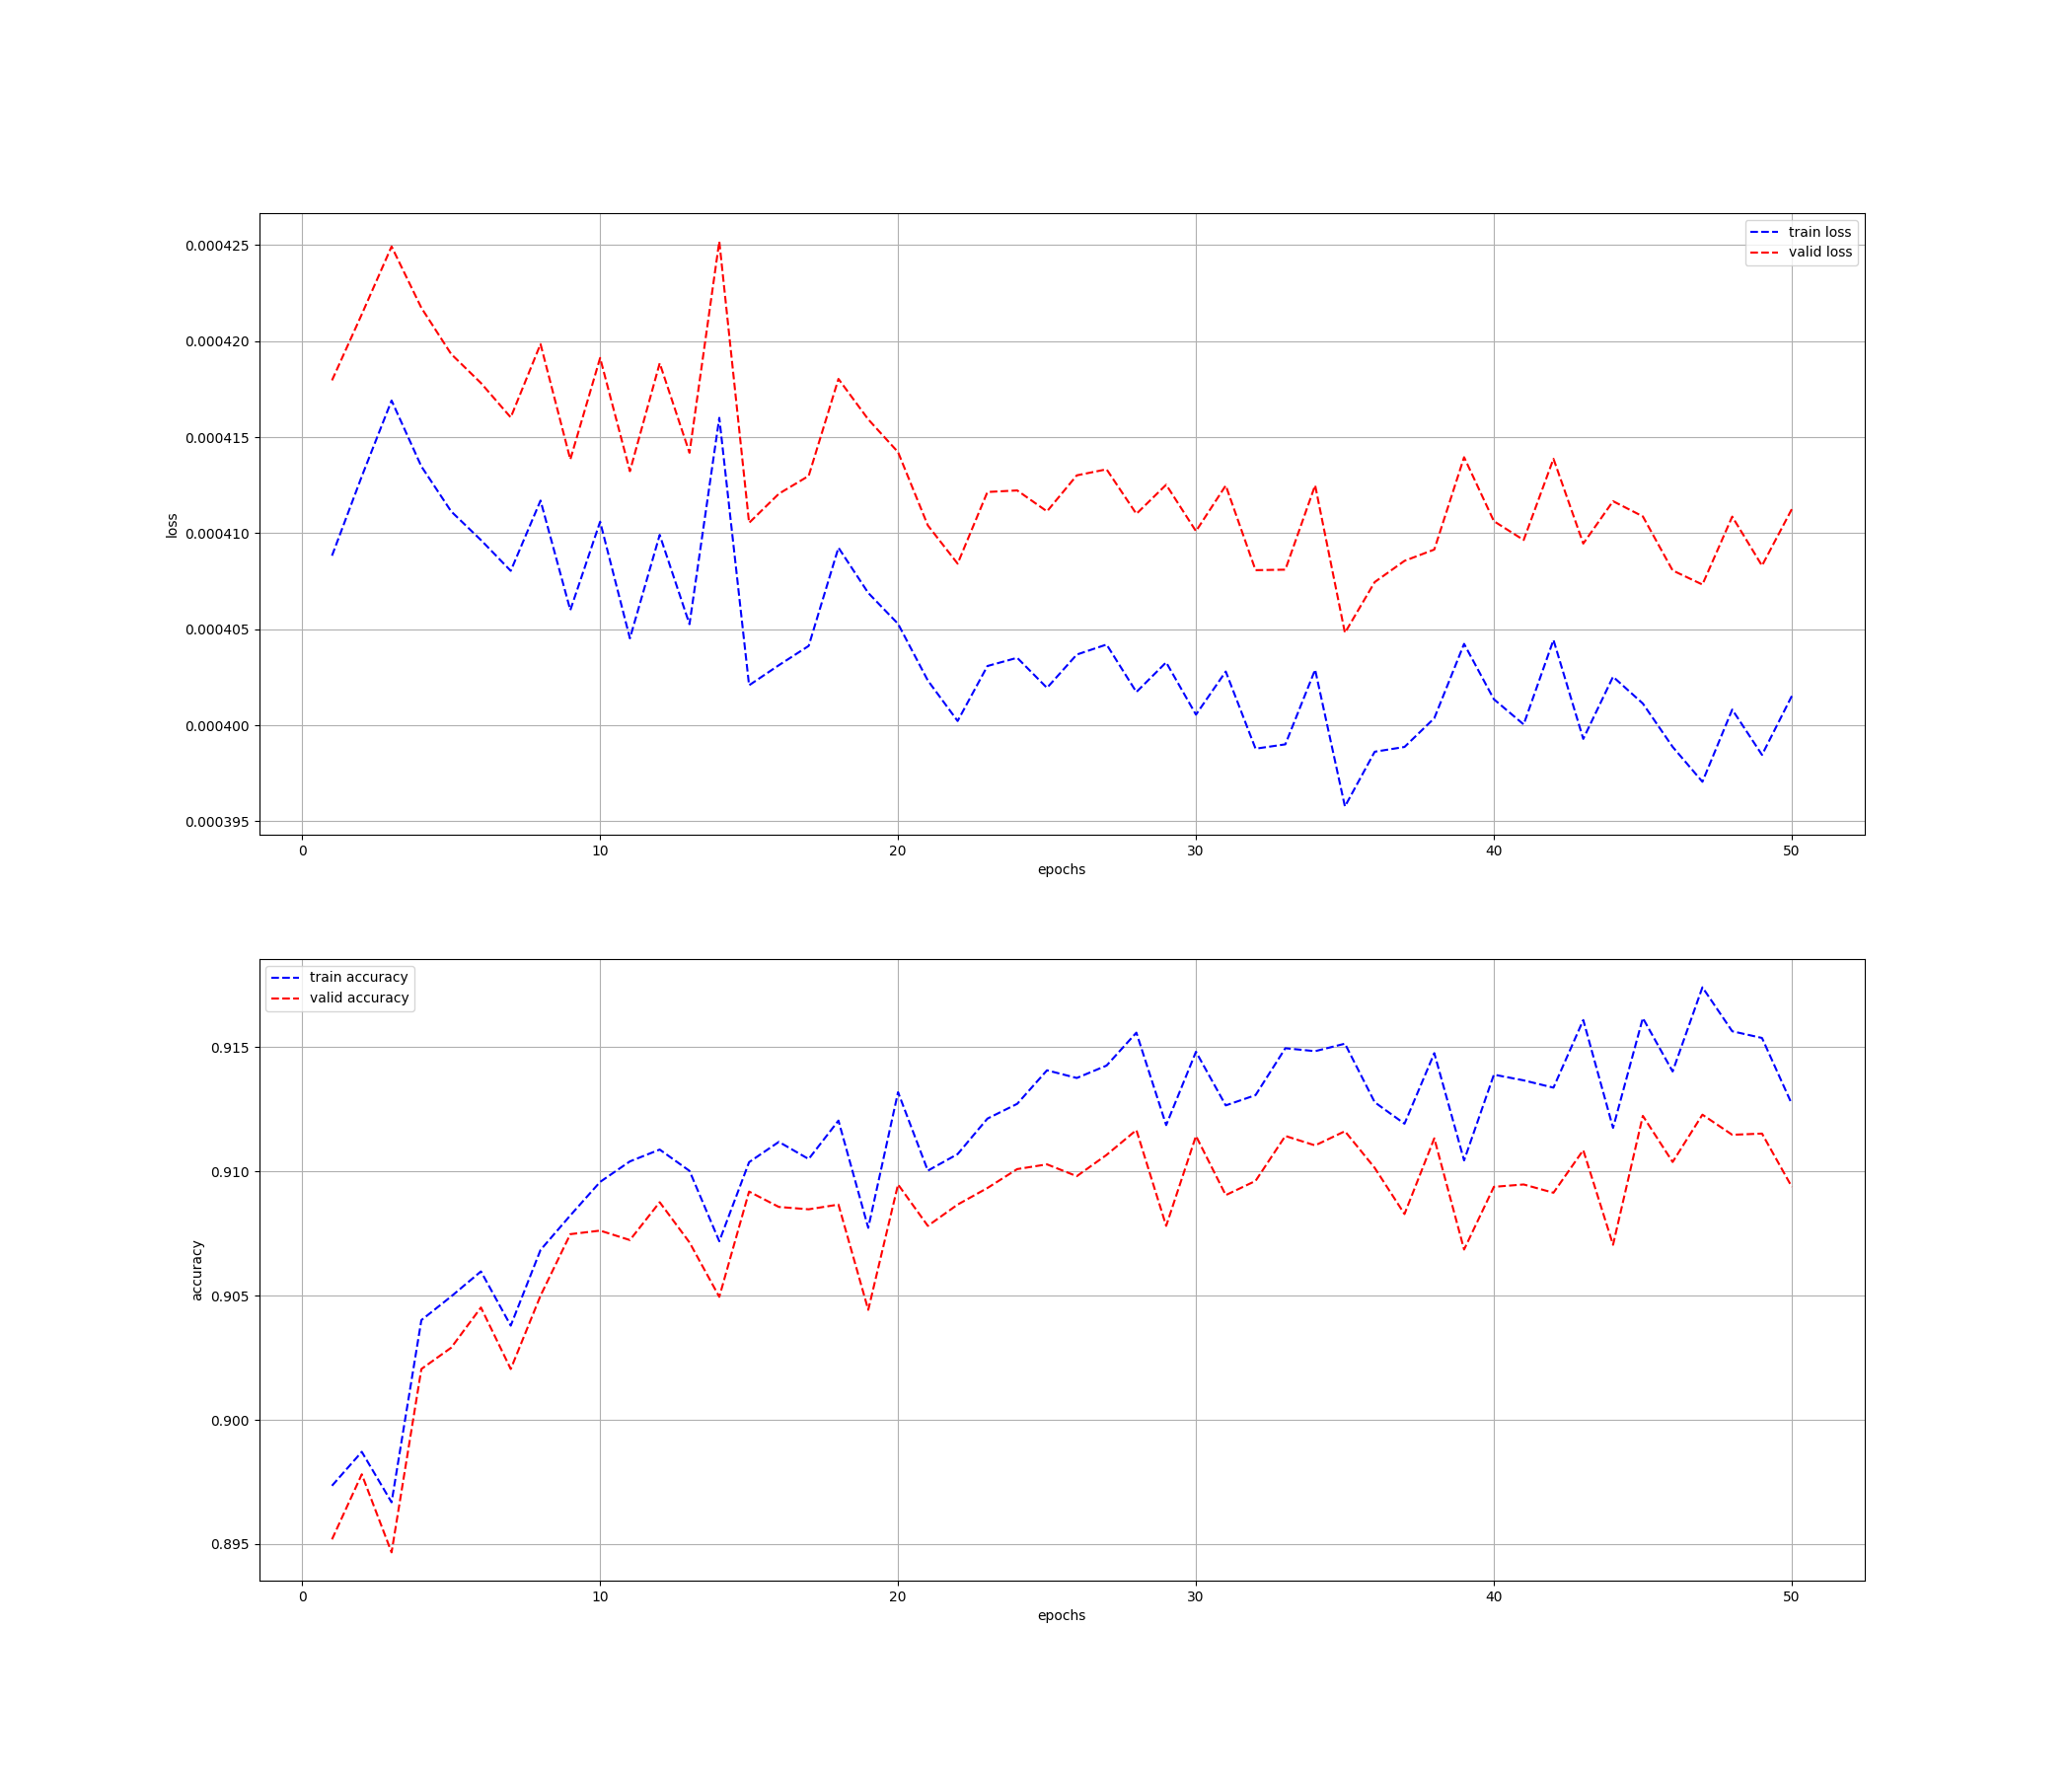 0.000425
0.000420
0.000415
0.000410
0.000405
0.000400
0.000395
loss
train loss
valid loss
0 10 20 30 40 50
epochs
train accuracy
valid accuracy
0.915
0.910
0.905
0.900
0.895
accuracy
0 10 20 30 40 50
epochs